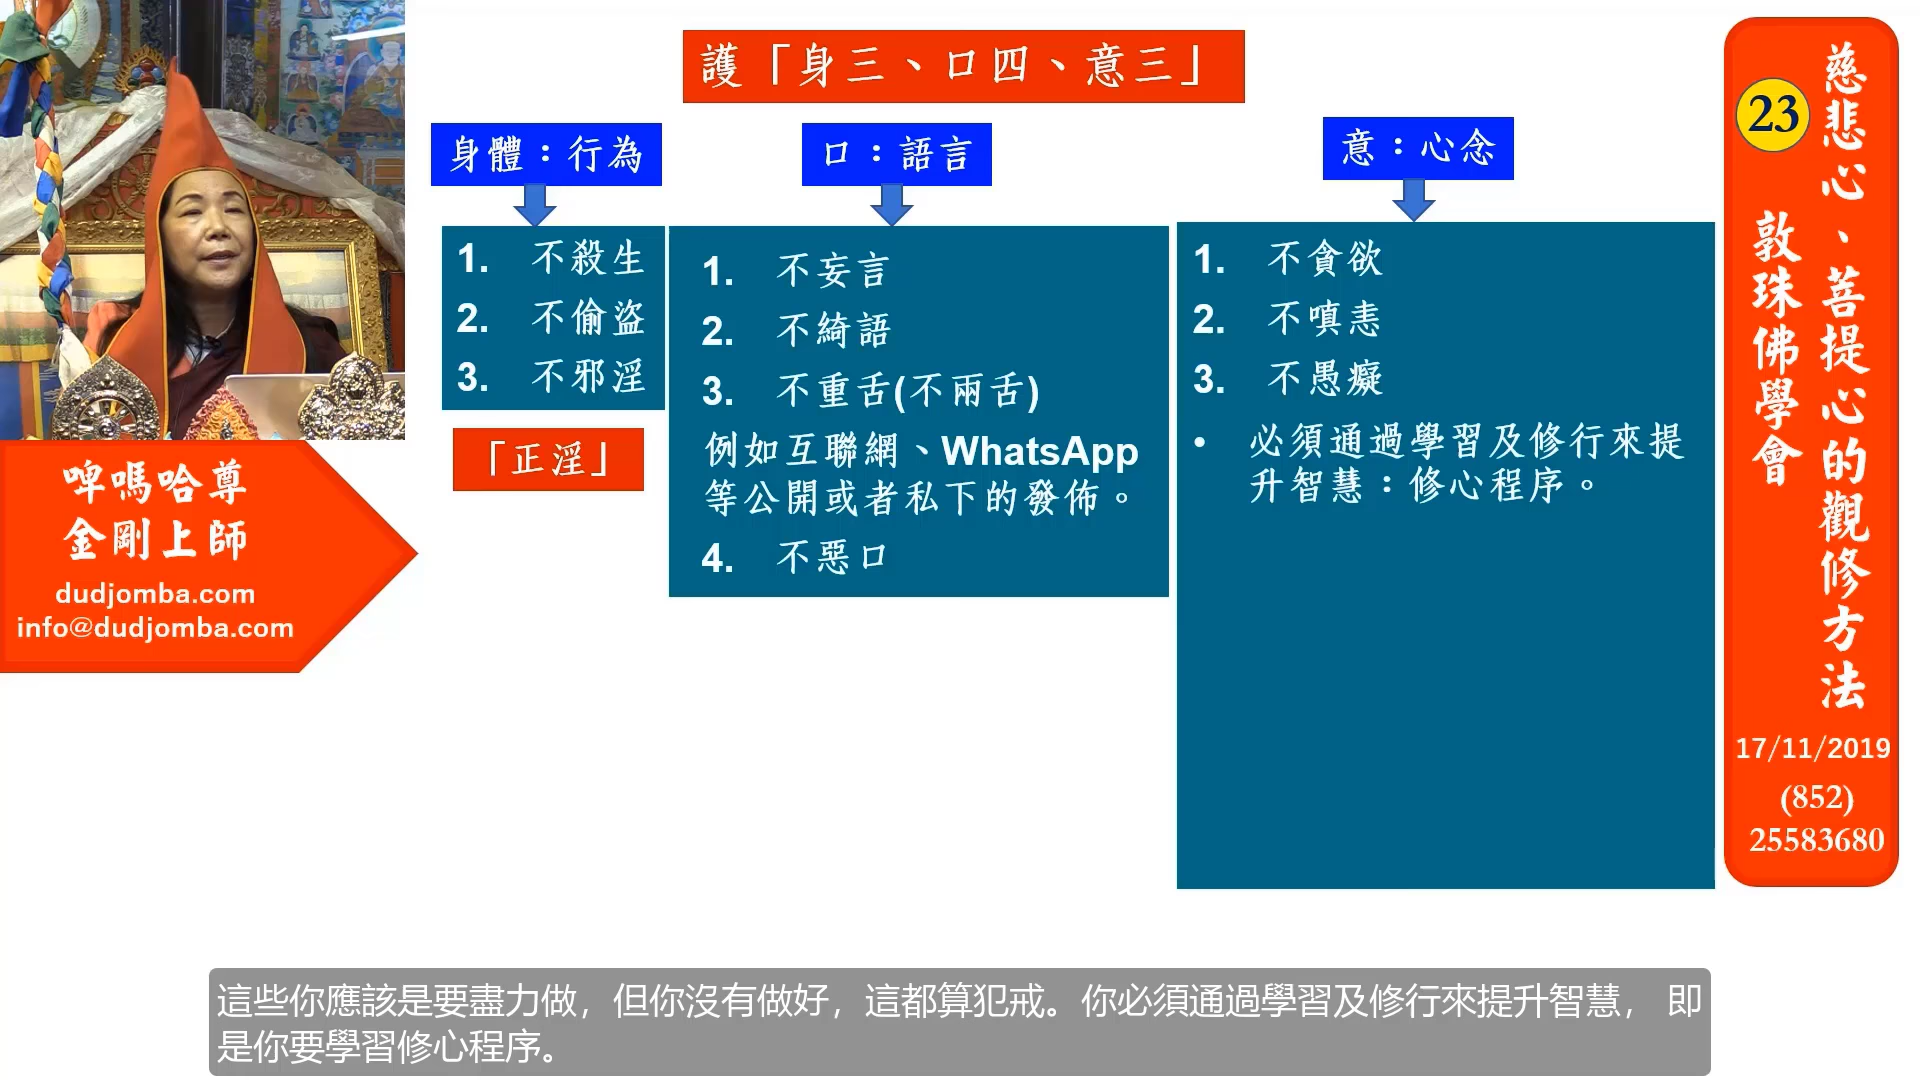 護「身三、口四、意三」
身體：行為
1. 不殺生
2. 不偷盜
3. 不邪淫
「正淫」
口：語言
1. 不妄言
2. 不綺語
3. 不重舌(不兩舌)
例如互聯網、WhatsApp
等公開或者私下的發佈。
4. 不惡口
意：心念
1. 不貪欲
2. 不嗔恚
3. 不愚癡
• 必須通過學習及修行來提
升智慧：修心程序。
慈悲心、菩提心的觀修方法
23
敦珠佛學會
17/11/2019
(852)
25583680
啤嗎哈尊
金剛上師
dudjomba.com
info@dudjomba.com
這些你應該是要盡力做，但你沒有做好，這都算犯戒。你必須通過學習及修行來提升智慧， 即
是你要學習修心程序。